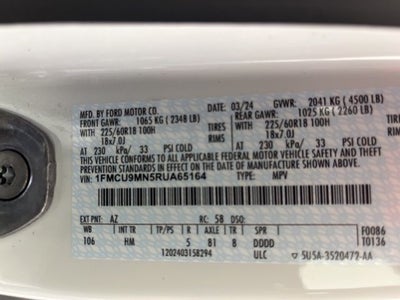 MFD. BY FORD MOTOR CO.
DATE: 03/24 GVWR: 2041 KG ( 4500 LB)
FRONT GAWR: 1065 KG ( 2348 LB) REAR GAWR: 1025 KG ( 2260 LB)
WITH 225/60R18 100H TIRES 225/60R18 100H
18x7.0J RIMS 18x7.0J
AT 230 kPa/ 33 PSI COLD AT 230 kPa/ 33 PSI COLD
THIS VEHICLE CONFORMS TO ALL APPLICABLE FEDERAL MOTOR VEHICLE SAFETY, BUMPER, AND THEFT PREVENTION STANDARDS IN EFFECT ON THE DATE OF MANUFACTURE SHOWN ABOVE.
VIN: 1FMCU9MN5RUA65164
TYPE: MPV
EXT PNT: AZ RC: 58 DSO: F0086
WB INT TR TP/PS R AXLE TR SPR T0136
106 HM 5 81 8 DDDD
1202403158294 ULC 5U5A-3520472-AA